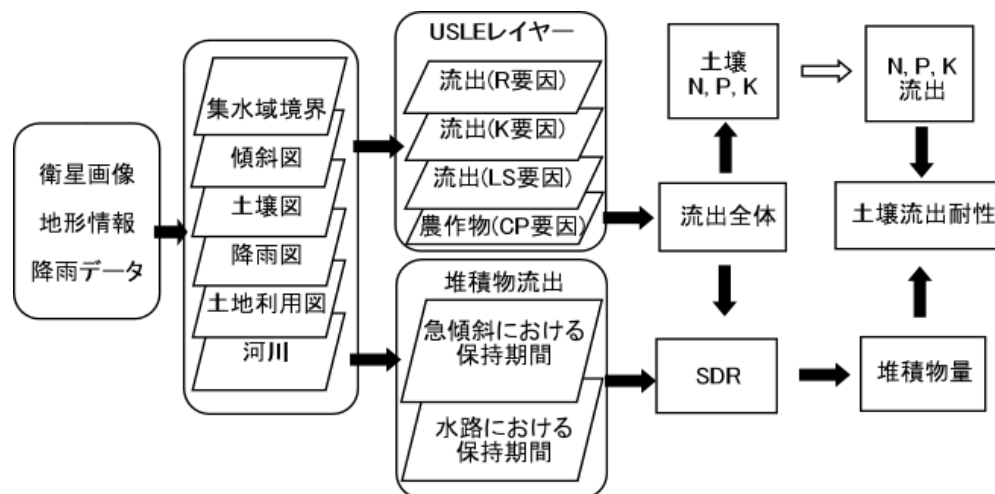 衛星画像
地形情報
降雨データ
集水域境界
傾斜図
土壌図
降雨図
土地利用図
河川
USLEレイヤー
流出(R要因)
流出(K要因)
流出(LS要因)
農作物(CP要因)
堆積物流出
急傾斜における
保持期間
水路における
保持期間
土壌
N, P, K
N, P, K
流出
流出全体
土壌流出耐性
SDR
堆積物量